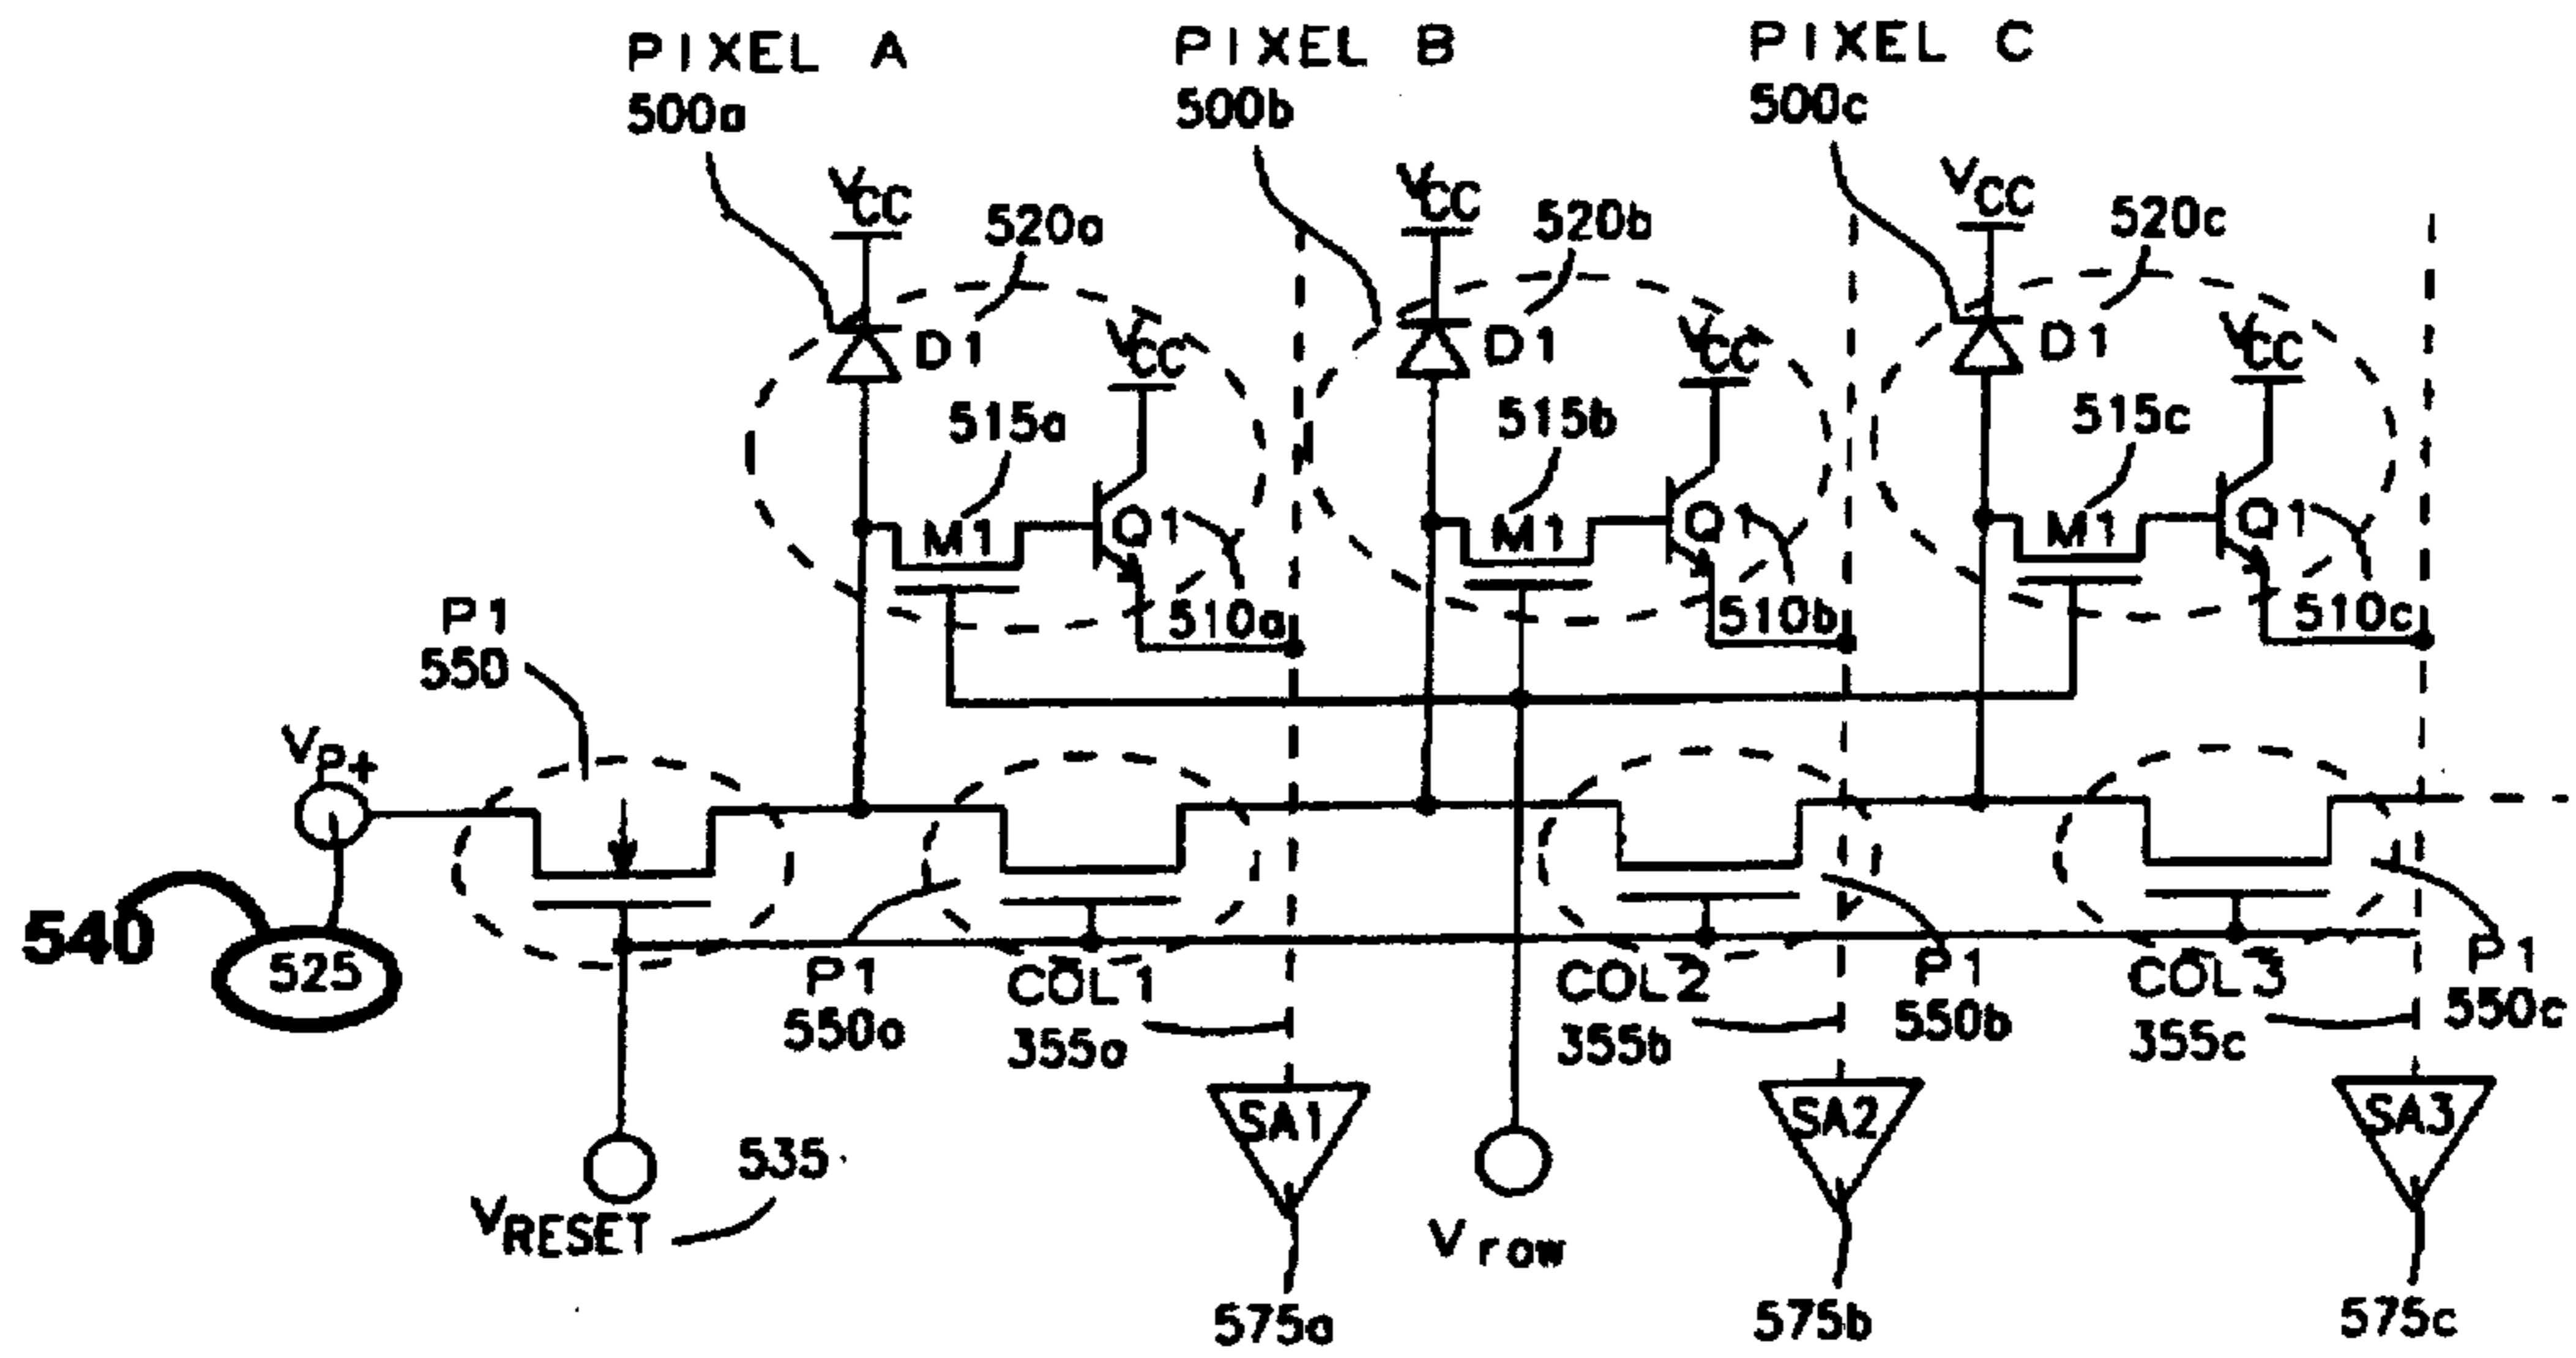 PIXEL A
500a
PIXEL B
500b
PIXEL C
500c
VCC
520a
VCC
520b
VCC
520c
D1
VCC
D1
VCC
D1
VCC
515a
515b
515c
M1
Q1
M1
Q1
M1
Q1
510a
510b
510c
P1
550
VP+
540
525
P1
550a
COL1
355a
COL2
355b
P1
550b
COL3
355c
P1
550c
SA1
SA2
SA3
535
VRESET
Vrow
575a
575b
575c